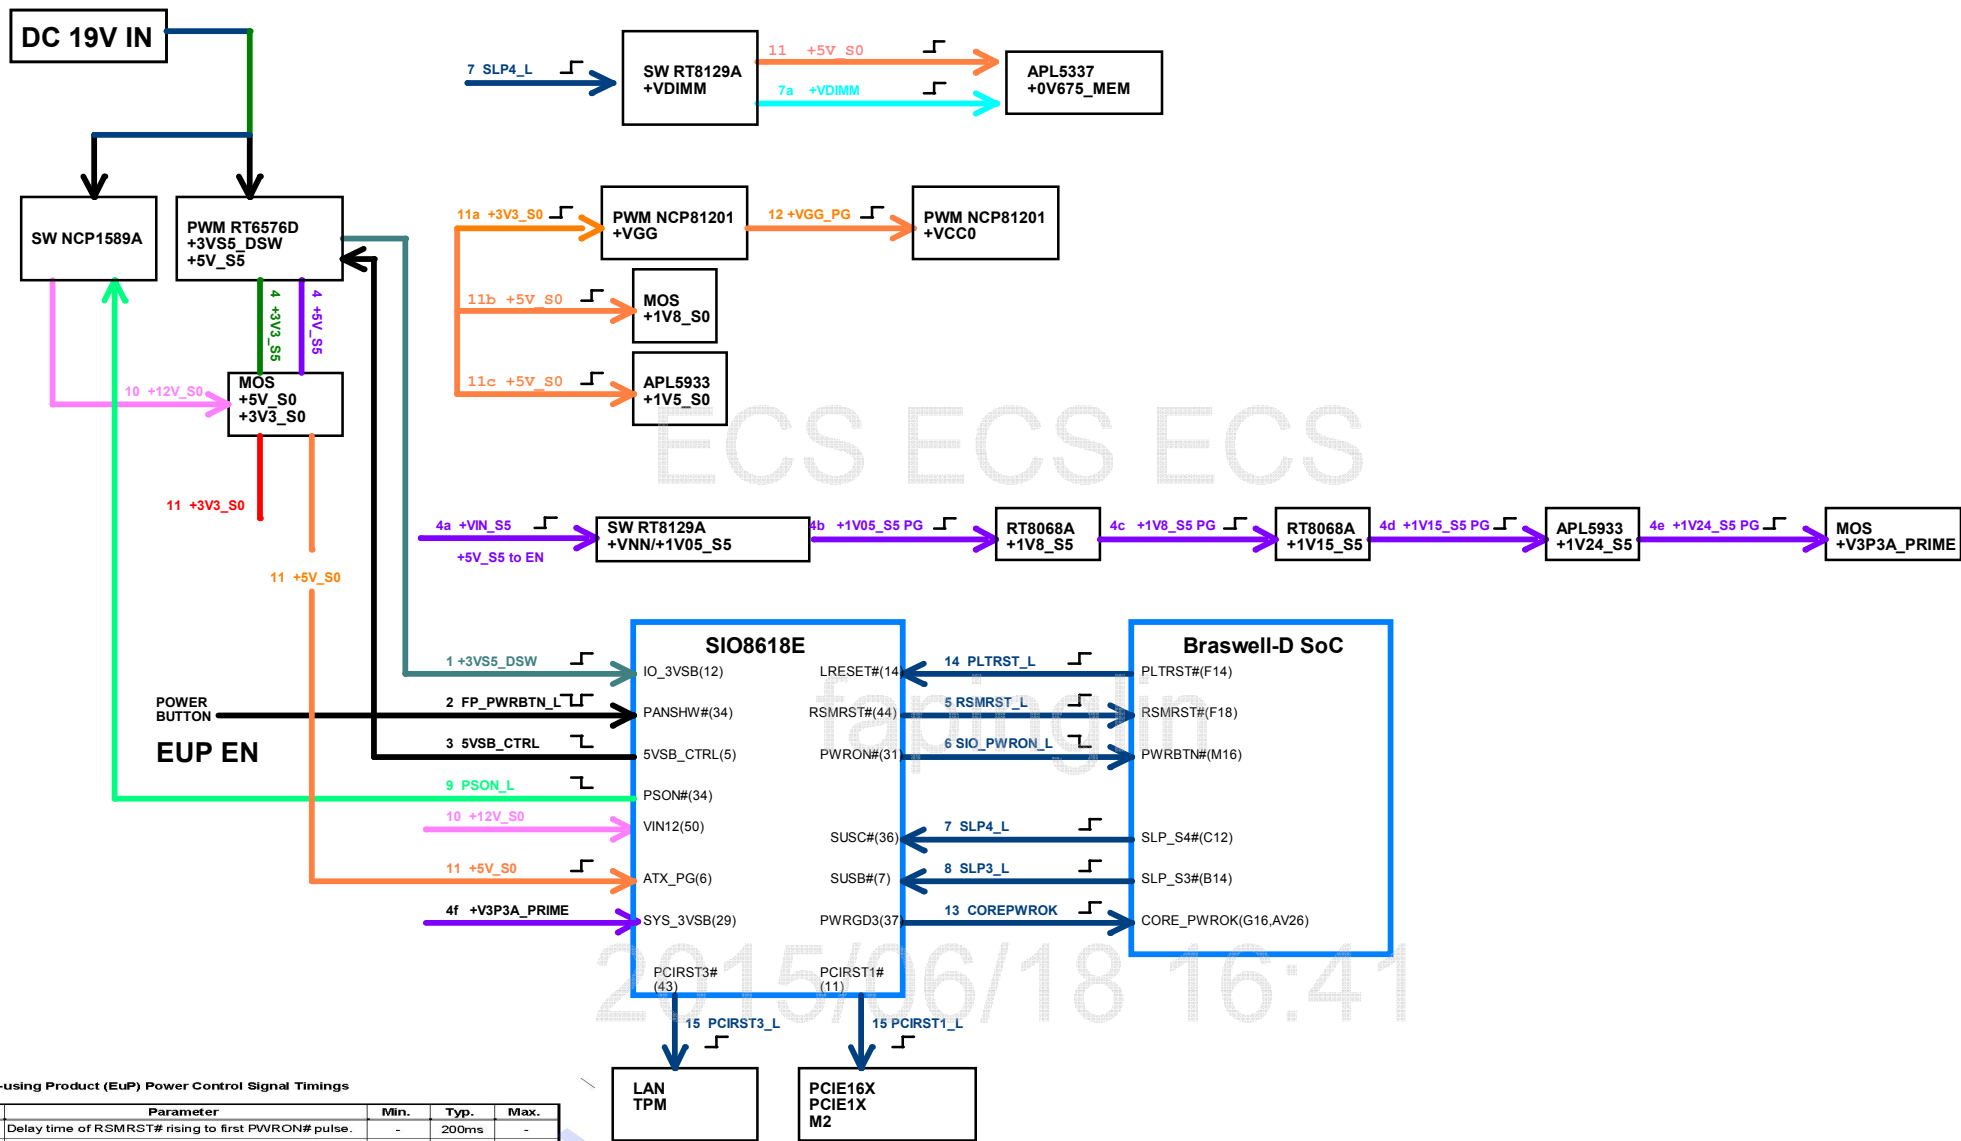 DC 19V IN
7 SLP4_L
SW RT8129A
+VDIMM
11 +5V_S0
7a +VDIMM
APL5337
+0V675_MEM
SW NCP1589A
PWM RT6576D
+3VS5_DSW
+5V_S5
4 +3V3_S5
4 +5V_S5
10 +12V_S0
MOS
+5V_S0
+3V3_S0
11 +3V3_S0
11 +5V_S0
11a +3V3_S0
PWM NCP81201
+VGG
12 +VGG_PG
PWM NCP81201
+VCC0
11b +5V_S0
MOS
+1V8_S0
11c +5V_S0
APL5933
+1V5_S0
ECS ECS ECS
4a +VIN_S5
+5V_S5 to EN
SW RT8129A
+VNN/+1V05_S5
4b +1V05_S5 PG
RT8068A
+1V8_S5
4c +1V8_S5 PG
RT8068A
+1V15_S5
4d +1V15_S5 PG
APL5933
+1V24_S5
4e +1V24_S5 PG
MOS
+V3P3A_PRIME
POWER
BUTTON
EUP EN
1 +3VS5_DSW
2 FP_PWRBTN_L
3 5VSB_CTRL
9 PSON_L
10 +12V_S0
11 +5V_S0
4f +V3P3A_PRIME
SIO8618E
IO_3VSB(12)
PANSHW#(34)
5VSB_CTRL(5)
PSON#(34)
VIN12(50)
ATX_PG(6)
SYS_3VSB(29)
LRESET#(14)
RSMRST#(44)
PWRON#(31)
SUSC#(36)
SUSB#(7)
PWRGD3(37)
PCIRST3#
(43)
PCIRST1#
(11)
14 PLTRST_L
5 RSMRST_L
6 SIO_PWRON_L
7 SLP4_L
8 SLP3_L
13 COREPWROK
Braswell-D SoC
PLTRST#(F14)
RSMRST#(F18)
PWRBTN#(M16)
SLP_S4#(C12)
SLP_S3#(B14)
CORE_PWROK(G16,AV26)
fapinglin
2015/06/18 16:41
15 PCIRST3_L
15 PCIRST1_L
LAN
TPM
PCIE16X
PCIE1X
M2
-using Product (EuP) Power Control Signal Timings
Parameter Min. Typ. Max.
Delay time of RSMRST# rising to first PWRON# pulse. - 200ms -